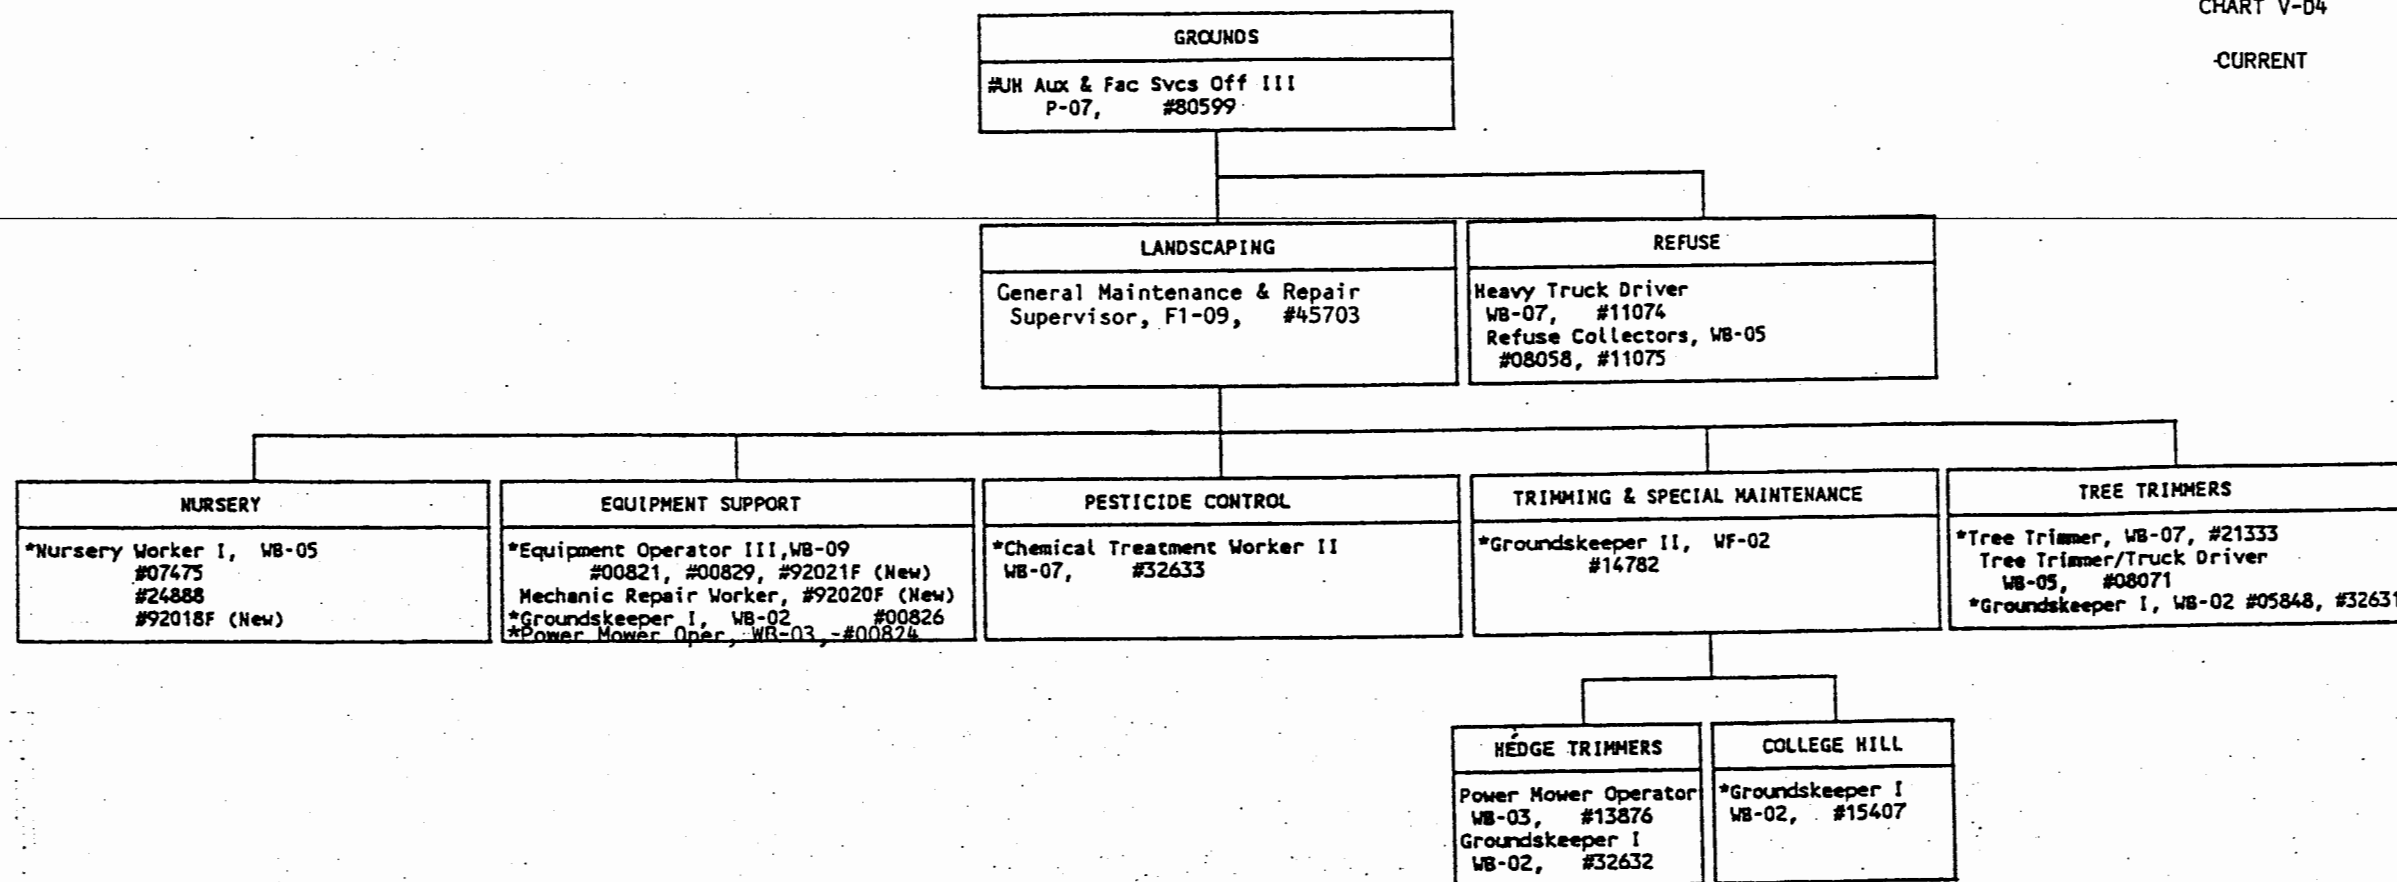 CHART V-D4
-CURRENT
GROUNDS
#UH Aux & Fac Svcs Off III
P-07, #80599
LANDSCAPING
General Maintenance & Repair
Supervisor, F1-09, #45703
REFUSE
Heavy Truck Driver
WB-07, #11074
Refuse Collectors, WB-05
#08058, #11075
NURSERY
*Nursery Worker I, WB-05
#07475
#24888
#92018F (New)
EQUIPMENT SUPPORT
*Equipment Operator III,WB-09
#00821, #00829, #92021F (New)
Mechanic Repair Worker, #92020F (New)
*Groundskeeper I, WB-02 #00826
*Power Mower Oper, WB-03,-#00824
PESTICIDE CONTROL
*Chemical Treatment Worker II
WB-07, #32633
TRIMMING & SPECIAL MAINTENANCE
*Groundskeeper II, WF-02
#14782
TREE TRIMMERS
*Tree Trimmer, WB-07, #21333
Tree Trimmer/Truck Driver
WB-05, #08071
*Groundskeeper I, WB-02 #05848, #32631
HEDGE TRIMMERS
Power Mower Operator
WB-03, #13876
Groundskeeper I
WB-02, #32632
COLLEGE HILL
*Groundskeeper I
WB-02, #15407